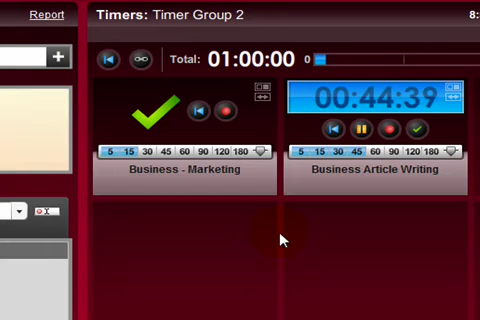 Report
Timers: Timer Group 2
8:
Total: 01:00:00 0
00:44:39
5 15 30 45 60 90 120 180
5 15 30 45 60 90 120 180
Business - Marketing
Business Article Writing